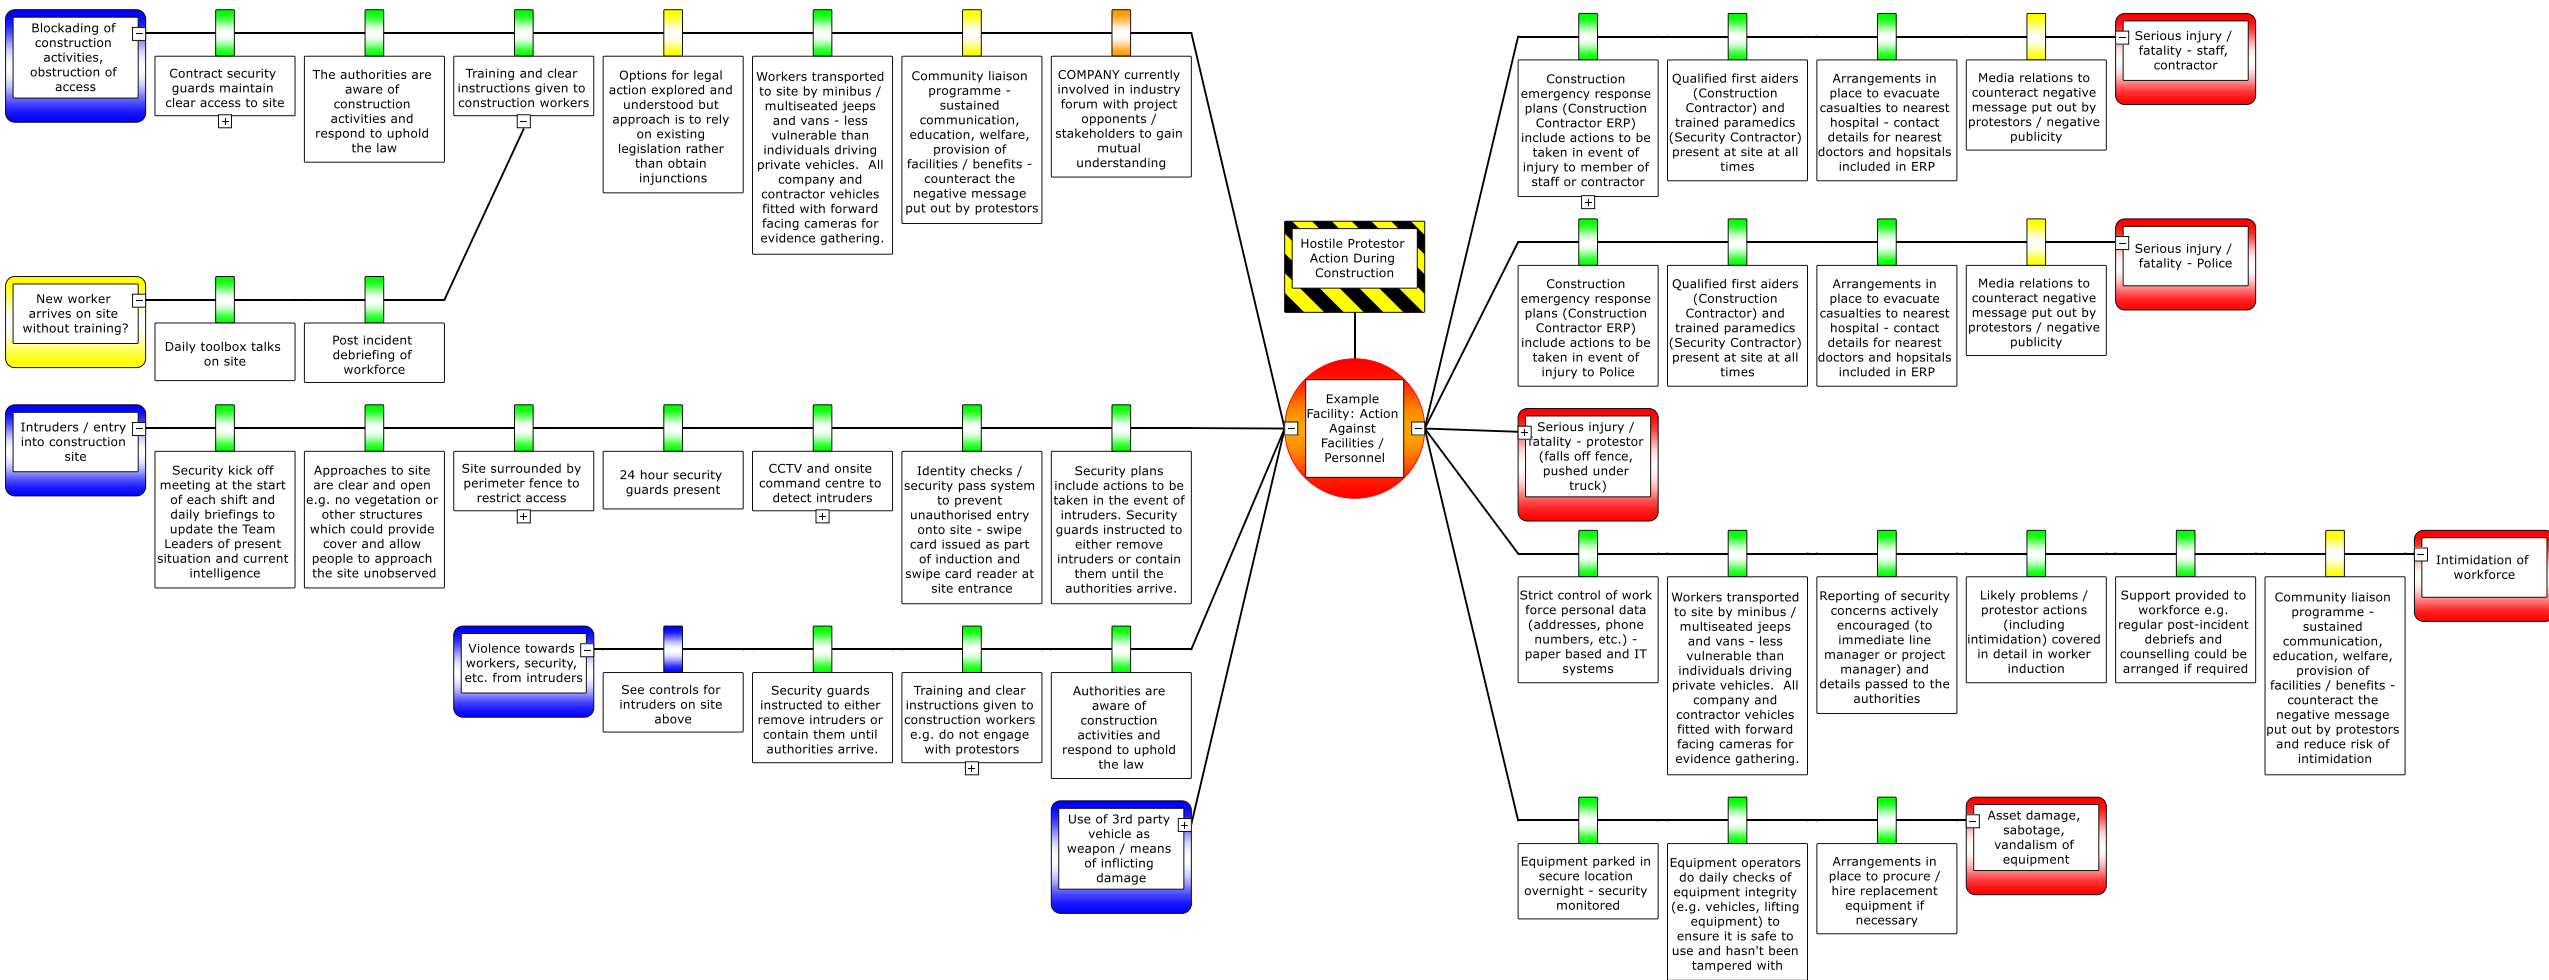 Blockading of
construction
activities,
obstruction of
access
Contract security
guards maintain
clear access to site
The authorities are
aware of
construction
activities and
respond to uphold
the law
Training and clear
instructions given to
construction workers
Options for legal
action explored and
understood but
approach is to rely
on existing
legislation rather
than obtain
injunctions
Workers transported
to site by minibus /
multiseated jeeps
and vans - less
vulnerable than
individuals driving
private vehicles.  All
company and
contractor vehicles
fitted with forward
facing cameras for
evidence gathering.
Community liaison
programme -
sustained
communication,
education, welfare,
provision of
facilities / benefits -
counteract the
negative message
put out by protestors
COMPANY currently
involved in industry
forum with project
opponents /
stakeholders to gain
mutual
understanding
New worker
arrives on site
without training?
Daily toolbox talks
on site
Post incident
debriefing of
workforce
Intruders / entry
into construction
site
Security kick off
meeting at the start
of each shift and
daily briefings to
update the Team
Leaders of present
situation and current
intelligence
Approaches to site
are clear and open
e.g. no vegetation or
other structures
which could provide
cover and allow
people to approach
the site unobserved
Site surrounded by
perimeter fence to
restrict access
24 hour security
guards present
CCTV and onsite
command centre to
detect intruders
Identity checks /
security pass system
to prevent
unauthorised entry
onto site - swipe
card issued as part
of induction and
swipe card reader at
site entrance
Security plans
include actions to be
taken in the event of
intruders. Security
guards instructed to
either remove
intruders or contain
them until the
authorities arrive.
Violence towards
workers, security,
etc. from intruders
See controls for
intruders on site
above
Security guards
instructed to either
remove intruders or
contain them until
authorities arrive.
Training and clear
instructions given to
construction workers
e.g. do not engage
with protestors
Authorities are
aware of
construction
activities and
respond to uphold
the law
Use of 3rd party
vehicle as
weapon / means
of inflicting
damage
Hostile Protestor
Action During
Construction
Example
Facility: Action
Against
Facilities /
Personnel
Construction
emergency response
plans (Construction
Contractor ERP)
include actions to be
taken in event of
injury to member of
staff or contractor
Qualified first aiders
(Construction
Contractor) and
trained paramedics
(Security Contractor)
present at site at all
times
Arrangements in
place to evacuate
casualties to nearest
hospital - contact
details for nearest
doctors and hopsitals
included in ERP
Media relations to
counteract negative
message put out by
protestors / negative
publicity
Serious injury /
fatality - staff,
contractor
Construction
emergency response
plans (Construction
Contractor ERP)
include actions to be
taken in event of
injury to Police
Qualified first aiders
(Construction
Contractor) and
trained paramedics
(Security Contractor)
present at site at all
times
Arrangements in
place to evacuate
casualties to nearest
hospital - contact
details for nearest
doctors and hopsitals
included in ERP
Media relations to
counteract negative
message put out by
protestors / negative
publicity
Serious injury /
fatality - Police
Serious injury /
fatality - protestor
(falls off fence,
pushed under
truck)
Strict control of work
force personal data
(addresses, phone
numbers, etc.) -
paper based and IT
systems
Workers transported
to site by minibus /
multiseated jeeps
and vans - less
vulnerable than
individuals driving
private vehicles.  All
company and
contractor vehicles
fitted with forward
facing cameras for
evidence gathering.
Reporting of security
concerns actively
encouraged (to
immediate line
manager or project
manager) and
details passed to the
authorities
Likely problems /
protestor actions
(including
intimidation) covered
in detail in worker
induction
Support provided to
workforce e.g.
regular post-incident
debriefs and
counselling could be
arranged if required
Community liaison
programme -
sustained
communication,
education, welfare,
provision of
facilities / benefits -
counteract the
negative message
put out by protestors
and reduce risk of
intimidation
Intimidation of
workforce
Equipment parked in
secure location
overnight - security
monitored
Equipment operators
do daily checks of
equipment integrity
(e.g. vehicles, lifting
equipment) to
ensure it is safe to
use and hasn't been
tampered with
Arrangements in
place to procure /
hire replacement
equipment if
necessary
Asset damage,
sabotage,
vandalism of
equipment